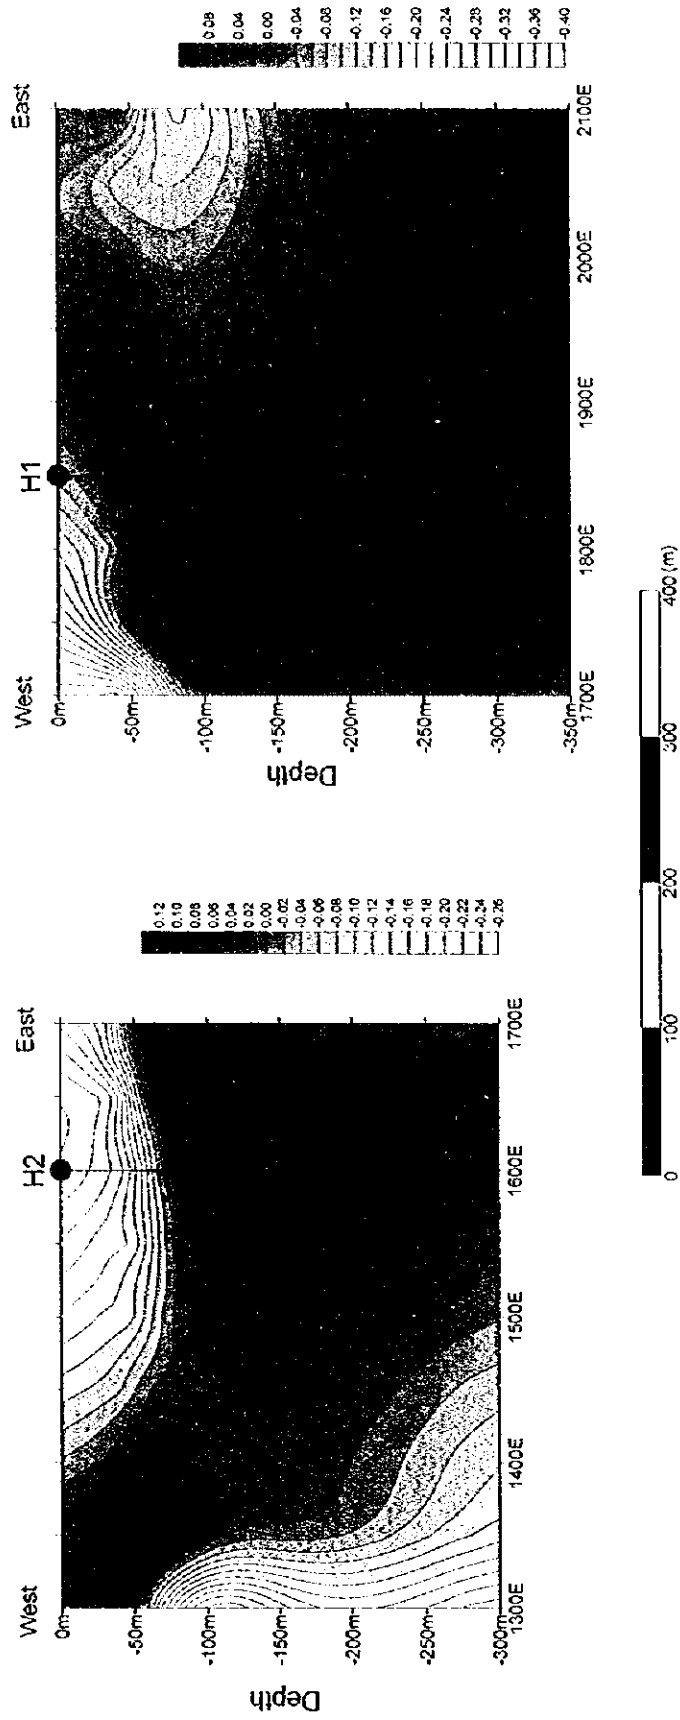 West
H2
East
0m
-50m
-100m
-150m
-200m
-250m
-300m
Depth
1300E 1400E 1500E 1600E 1700E
0.12
0.10
0.08
0.06
0.04
0.02
0.00
-0.02
-0.04
-0.06
-0.08
-0.10
-0.12
-0.14
-0.16
-0.18
-0.20
-0.22
-0.24
-0.26
West
H1
East
0m
-50m
-100m
-150m
-200m
-250m
-300m
-350m
Depth
1700E 1800E 1900E 2000E 2100E
0.08
0.04
0.00
-0.04
-0.08
-0.12
-0.16
-0.20
-0.24
-0.28
-0.32
-0.36
-0.40
0 100 200 300 400 (m)